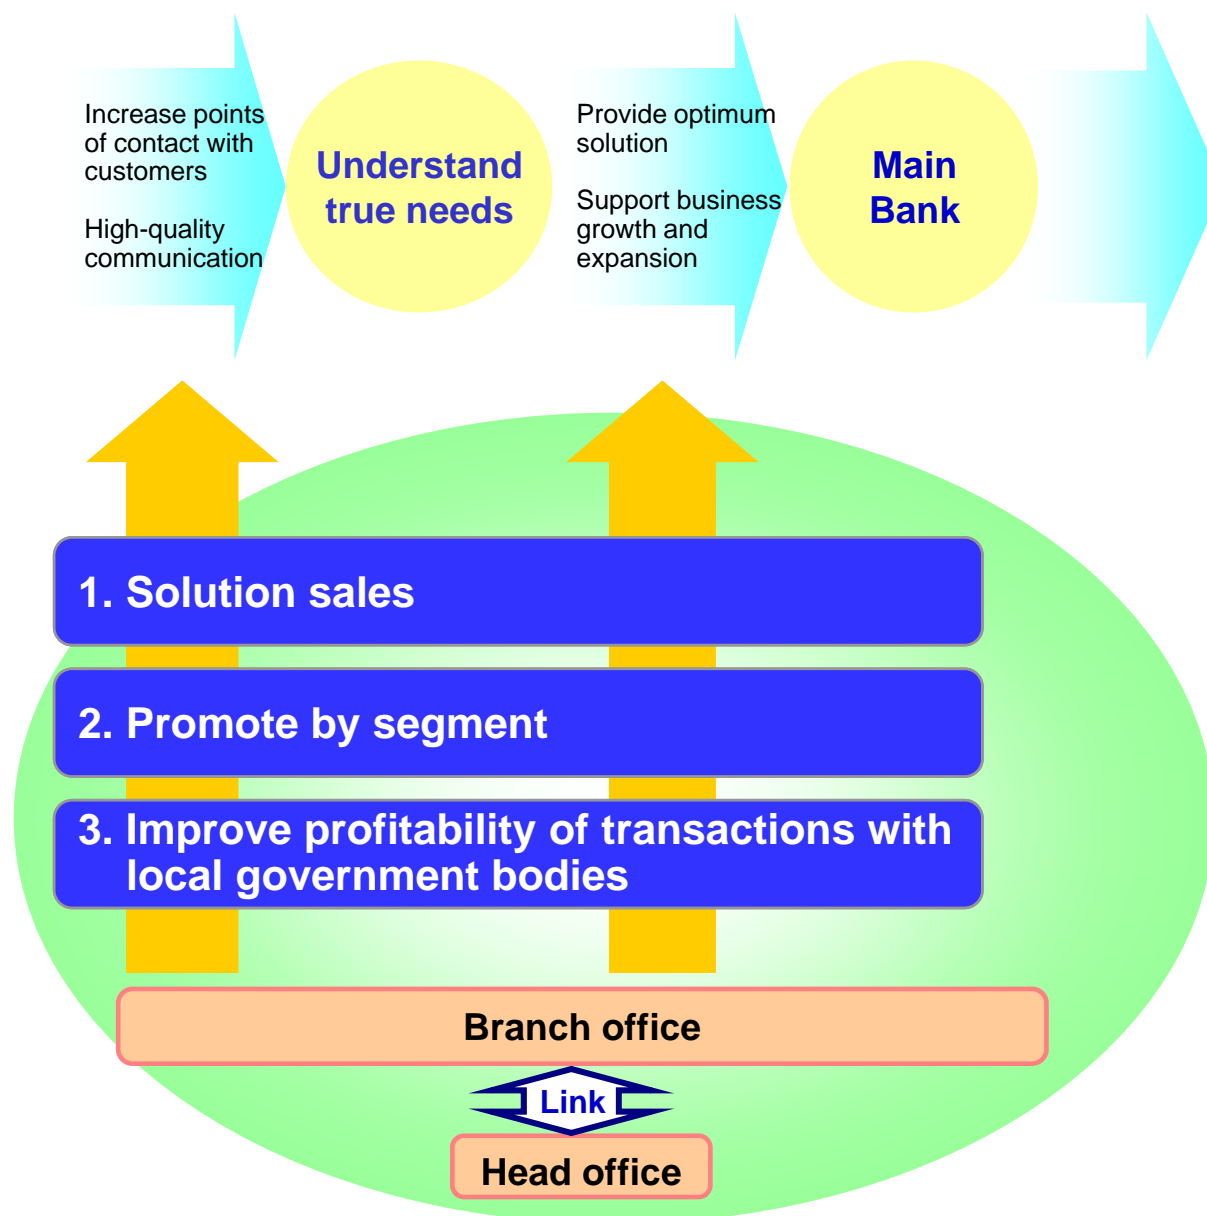 Increase points
of contact with
customers
High-quality
communication
Understand
true needs
Provide optimum
solution
Support business
growth and
expansion
Main
Bank
1. Solution sales
2. Promote by segment
3. Improve profitability of transactions with
local government bodies
Branch office
Link
Head office